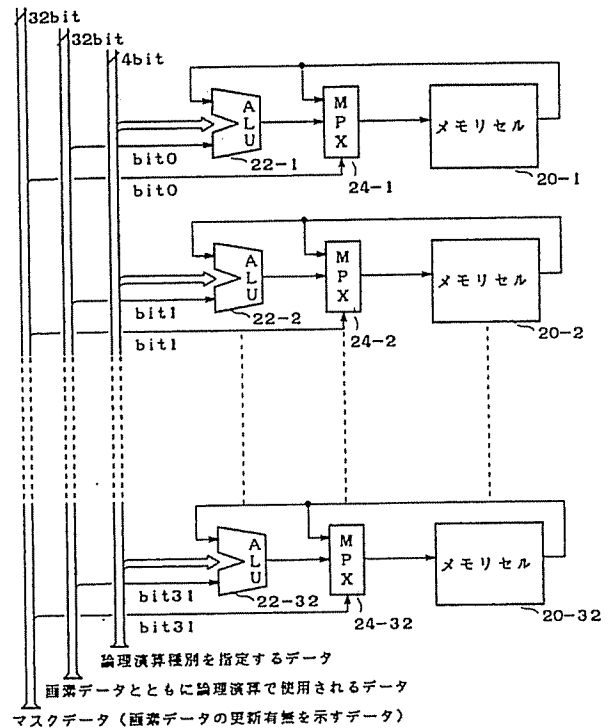 32bit
32bit
4bit
ALU
MPX
メモリセル
bit0
22-1
bit0
24-1
20-1
ALU
MPX
メモリセル
bit1
22-2
bit1
24-2
20-2
ALU
MPX
メモリセル
bit31
22-32
bit31
24-32
20-32
論理演算種別を指定するデータ
画素データとともに論理演算で使用されるデータ
マスクデータ(画素データの更新有無を示すデータ)